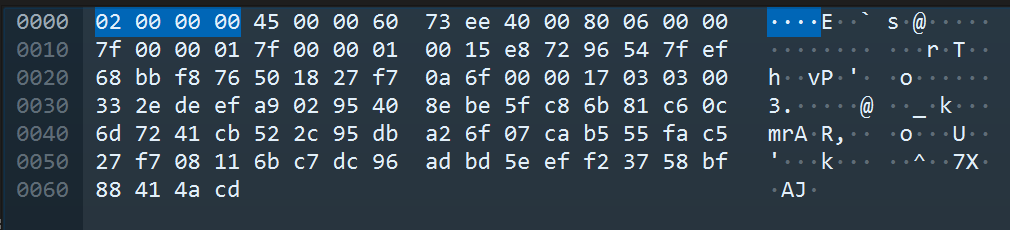 0000 02 00 00 00 45 00 00 60 73 ee 40 00 80 06 00 00 ····E··`s·@·····
0010 7f 00 00 01 7f 00 00 01 00 15 e8 72 96 54 7f ef ···········r·T··
0020 68 bb f8 76 50 18 27 f7 0a 6f 00 00 17 03 03 00 h··vP·'··o······
0030 33 2e de ef a9 02 95 40 8e be 5f c8 6b 81 c6 0c 3.·····@··_·k···
0040 6d 72 41 cb 52 2c 95 db a2 6f 07 ca b5 55 fa c5 mrA·R,···o···U··
0050 27 f7 08 11 6b c7 dc 96 ad bd 5e ef f2 37 58 bf '···k·····^··7X·
0060 88 41 4a cd ·AJ·